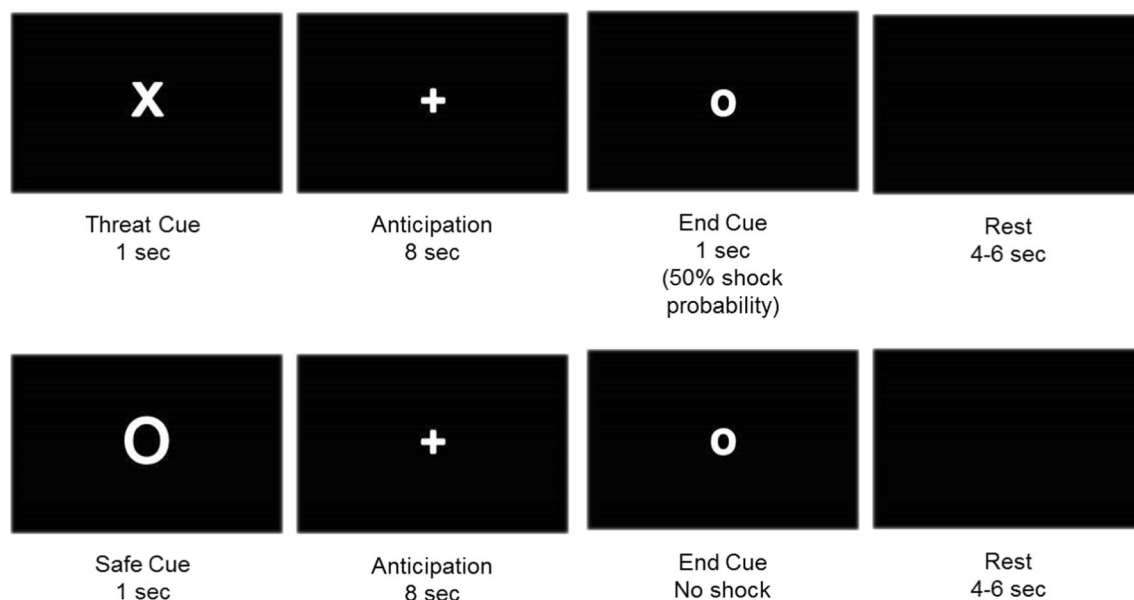 X
+
o
Threat Cue
1 sec
Anticipation
8 sec
End Cue
1 sec
(50% shock
probability)
Rest
4-6 sec
O
+
o
Safe Cue
1 sec
Anticipation
8 sec
End Cue
No shock
Rest
4-6 sec